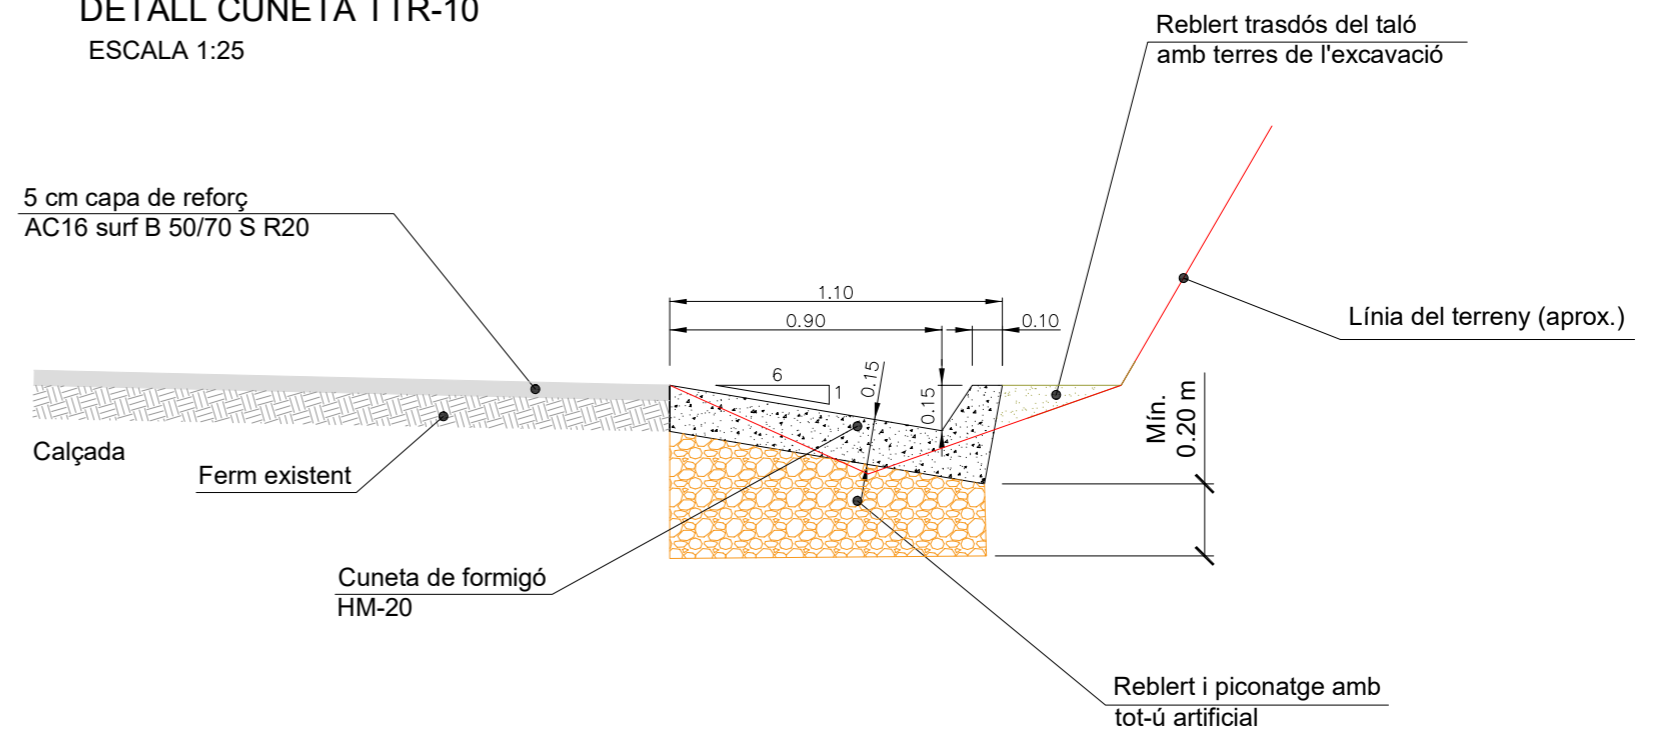 DETALL CUNETA TTR-10
ESCALA 1:25
Reblert trasdós del taló
amb terres de l'excavació
5 cm capa de reforç
AC16 surf B 50/70 S R20
1.10
0.90
0.10
Línia del terreny (aprox.)
6
1
0.15
0.15
Mín.
0.20 m
Calçada
Ferm existent
Cuneta de formigó
HM-20
Reblert i piconatge amb
tot-ú artificial